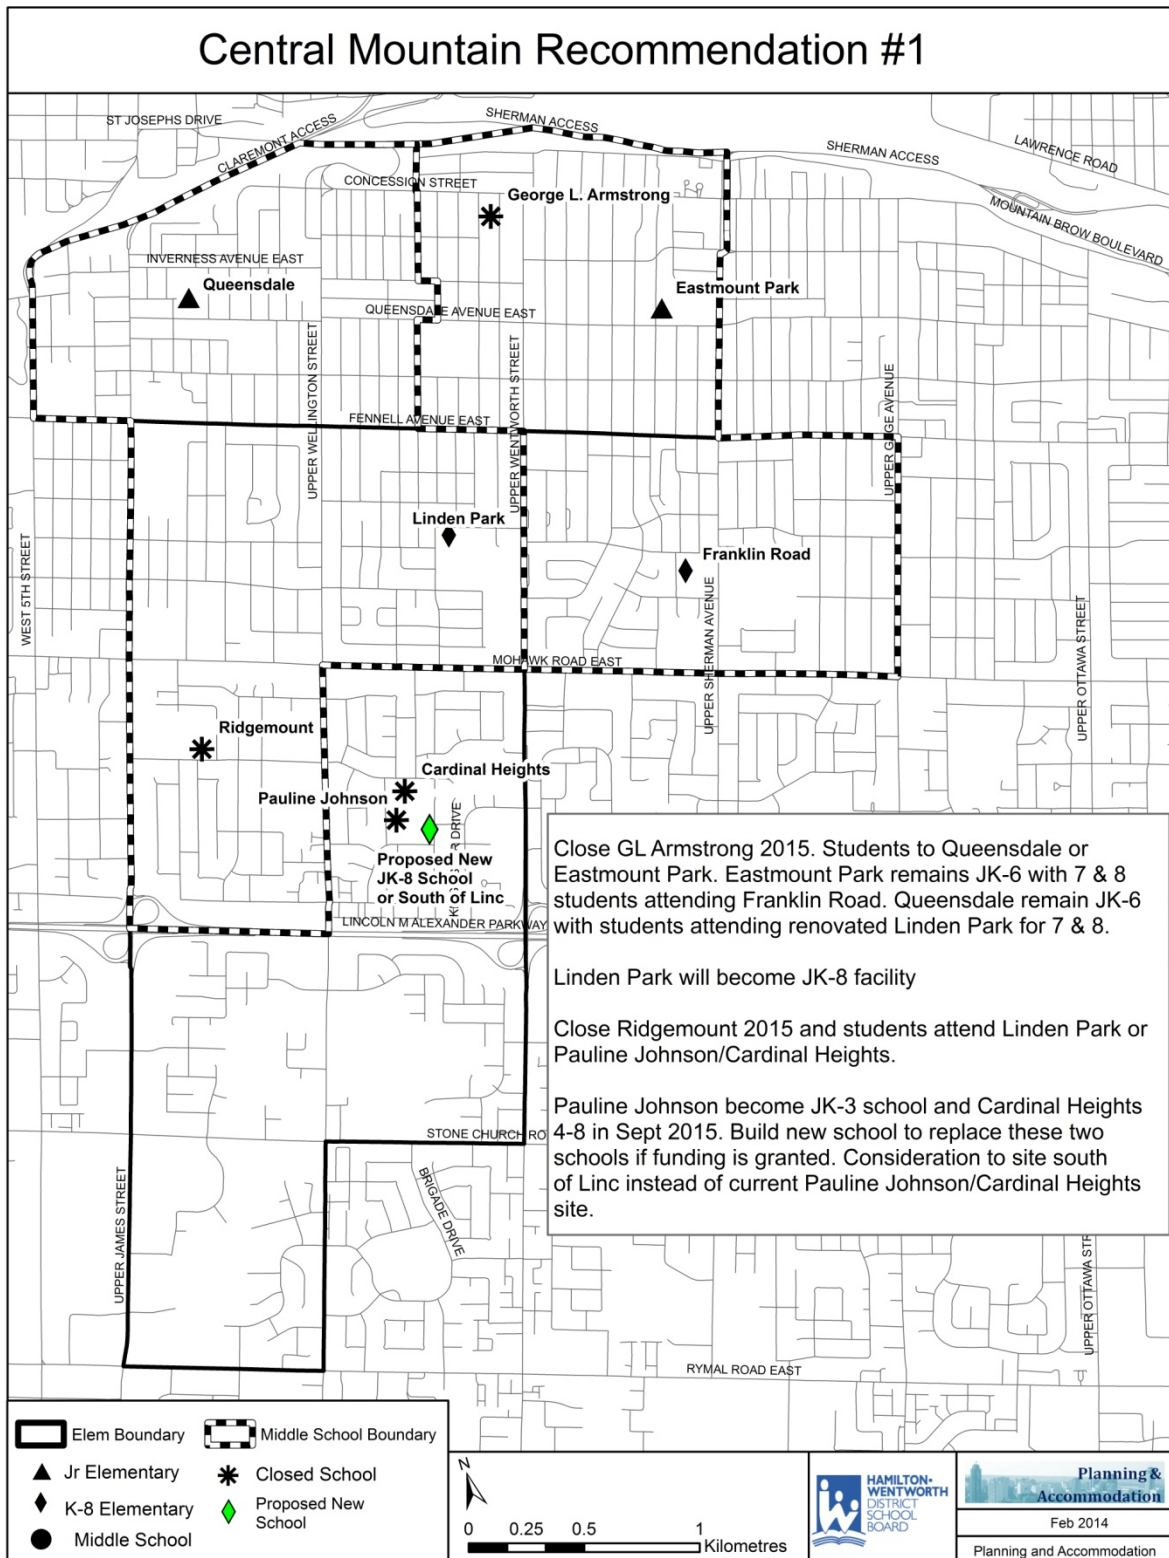 Central Mountain Recommendation #1
ST JOSEPHS DRIVE
CLAREMONT ACCESS
SHERMAN ACCESS
SHERMAN ACCESS
LAWRENCE ROAD
MOUNTAIN BROW BOULEVARD
CONCESSION STREET
George L. Armstrong
INVERNESS AVENUE EAST
Queensdale
Eastmount Park
QUEENSDALE AVENUE EAST
UPPER WELLINGTON STREET
UPPER WENTWORTH STREET
UPPER GAGE AVENUE
FENNELL AVENUE EAST
Linden Park
Franklin Road
WEST 5TH STREET
UPPER SHERMAN AVENUE
UPPER OTTAWA STREET
MOHAWK ROAD EAST
Ridgemount
Cardinal Heights
Pauline Johnson
Proposed New
JK-8 School
or South of Linc
R DRIVE
LINCOLN M ALEXANDER PARKWAY
Close GL Armstrong 2015. Students to Queensdale or
Eastmount Park. Eastmount Park remains JK-6 with 7 & 8
students attending Franklin Road. Queensdale remain JK-6
with students attending renovated Linden Park for 7 & 8.
Linden Park will become JK-8 facility
Close Ridgemount 2015 and students attend Linden Park or
Pauline Johnson/Cardinal Heights.
Pauline Johnson become JK-3 school and Cardinal Heights
4-8 in Sept 2015. Build new school to replace these two
schools if funding is granted. Consideration to site south
of Linc instead of current Pauline Johnson/Cardinal Heights
site.
STONE CHURCH RO
BRIGADE DRIVE
UPPER JAMES STREET
UPPER OTTAWA STR
RYMAL ROAD EAST
Elem Boundary
Middle School Boundary
Jr Elementary
Closed School
K-8 Elementary
Proposed New
School
Middle School
N
0 0.25 0.5 1
Kilometres
HAMILTON-
WENTWORTH
DISTRICT
SCHOOL
BOARD
Planning &
Accommodation
Feb 2014
Planning and Accommodation